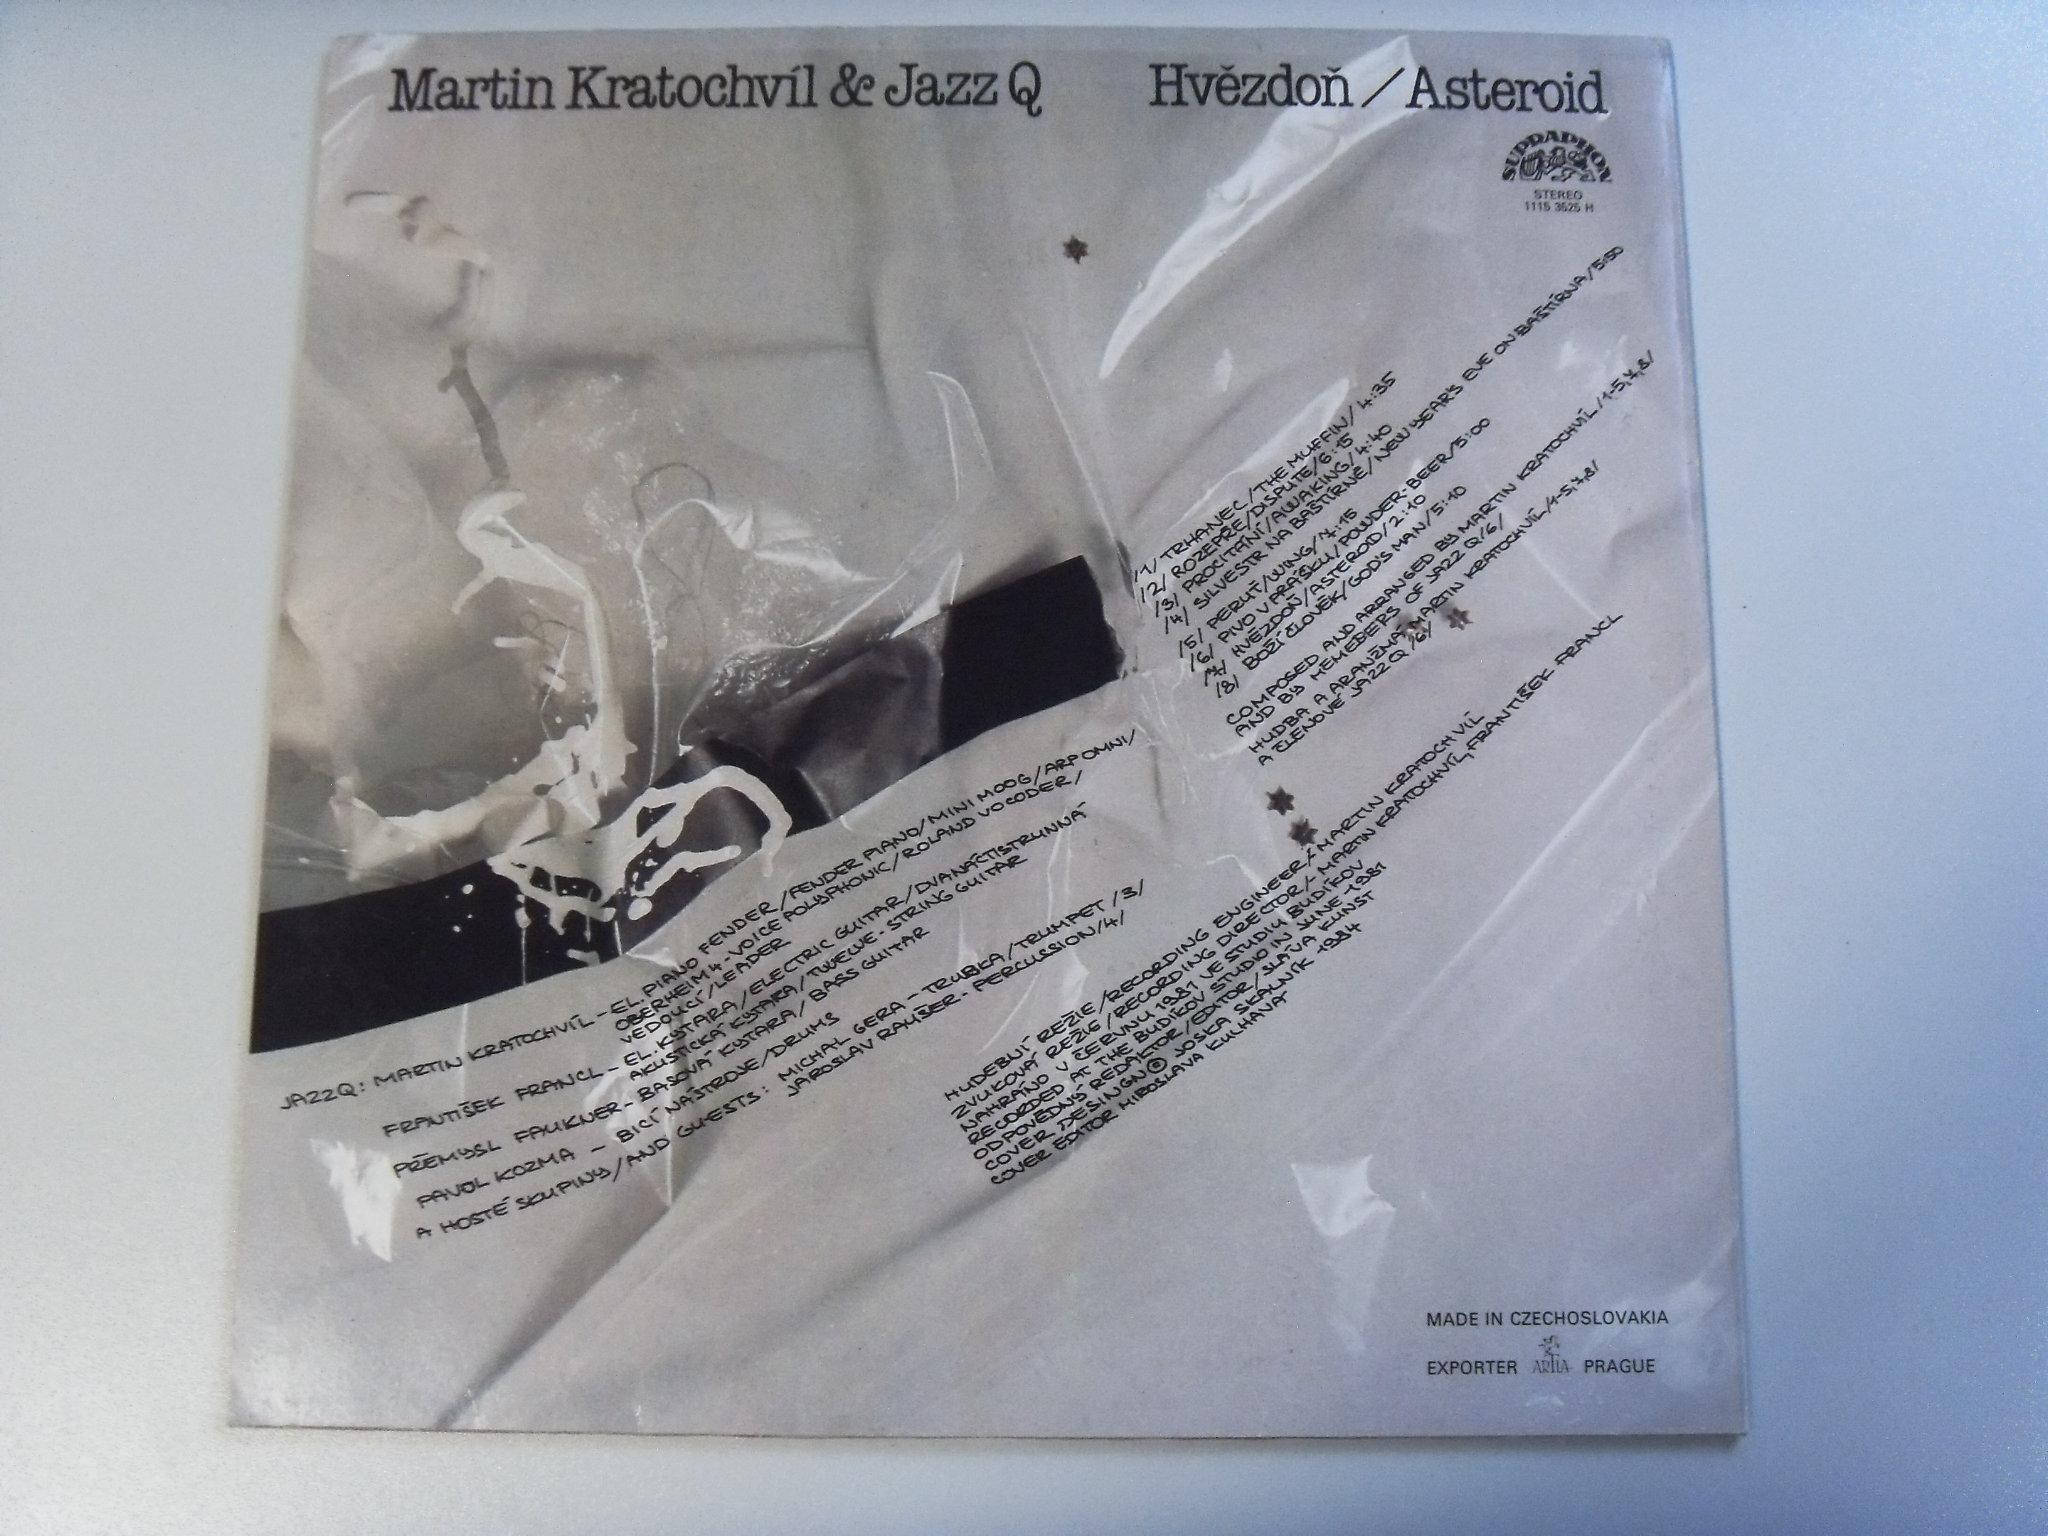 Martin Kratochvíl & Jazz Q
Hvězdoň / Asteroid
SUPRAPHON
STEREO
1115 3525 H
/1/ TRHANEC/THE MUFFIN/ 4:35
/2/ ROZEPŘE/DISPUTE/6:15
/3/ PROCITÁNÍ/AWAKING/4:40
/4/ SILVESTR NA BAŠTÍRNĚ/NEW YEAR'S EVE ON BAŠTÍRNA/5:50
/5/ PERUŤ/WING/4:15
/6/ PIVO V PRÁŠKU/POWDER-BEER/5:00
/7/ HVĚZDOŇ/ASTEROID/2:10
/8/ BOŽÍ ČLOVĚK/GOD'S MAN/5:10
COMPOSED AND ARRANGED BY MARTIN KRATOCHVÍL /1-5,7,8/
AND BY MEMEBERS OF JAZZ Q/6/
HUDBA A ARANŽMÁ MARTIN KRATOCHVÍL/1-5,7,8/
A ČLENOVÉ JAZZ Q /6/
JAZZ Q: MARTIN KRATOCHVÍL - EL. PIANO FENDER/FENDER PIANO/MINI MOOG/ARP OMNI/
OBERHEIM 4-VOICE POLYPHONIC/ROLAND VOCODER/
VEDOUCÍ/LEADER
FRANTIŠEK FRANCL - EL. KYTARA/ELECTRIC GUITAR/DVANÁCTISTRUNNÁ
AKUSTICKÁ KYTARA/TWELVE-STRING GUITAR
PŘEMYSL FAUKNER - BASOVÁ KYTARA/ BASS GUITAR
PAVOL KOZMA - BICÍ NÁSTROJE/DRUMS
A HOSTÉ SKUPINY/AND GUESTS: MICHAL GERA - TRUBKA/TRUMPET /3/
JAROSLAV RAUŠER - PERCUSSION/4/
HUDEBNÍ REŽIE/RECORDING ENGINEER/- MARTIN KRATOCHVÍL
ZVUKOVÁ REŽIE/RECORDING DIRECTOR/- MARTIN KRATOCHVÍL, FRANTIŠEK FRANCL
NAHRÁNO V ČERVNU 1981 VE STUDIU BUDÍKOV
RECORDED AT THE BUDÍKOV STUDIO IN JUNE -1981
ODPOVĚDNÝ REDAKTOR/EDITOR/SLÁVA KUNST
COVER DESINGN © JOSKA SKALNÍK -1984
COVER EDITOR MIROSLAVA KULHAVÁ
MADE IN CZECHOSLOVAKIA
EXPORTER ARTIA PRAGUE